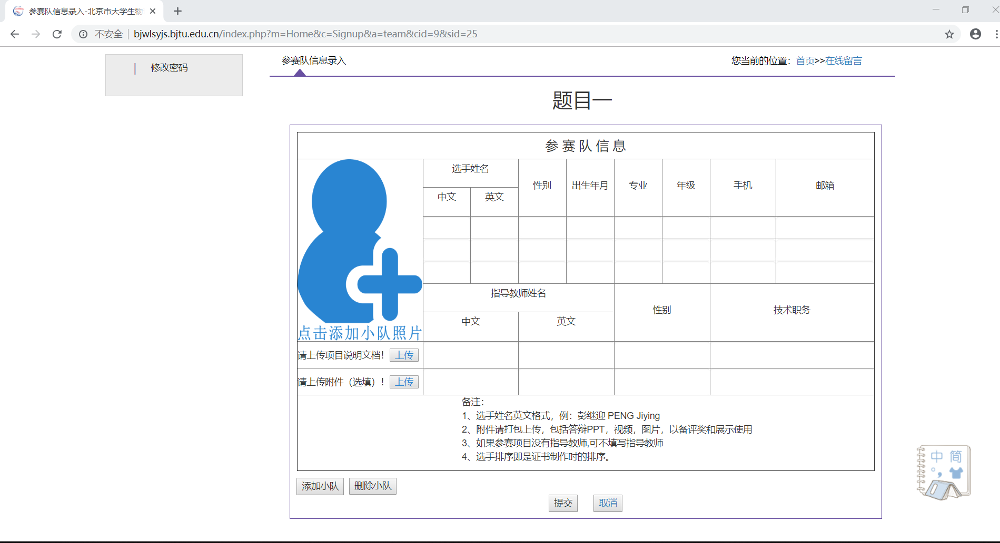 参赛队信息录入-北京市大学生物
不安全 bjwlsyjs.bjtu.edu.cn/index.php?m=Home&c=Signup&a=team&cid=9&sid=25
修改密码
参赛队信息录入
您当前的位置：首页>>在线留言
题目一
参赛队信息
选手姓名
性别 出生年月 专业 年级 手机 邮箱
中文 英文
指导教师姓名
性别 技术职务
中文 英文
点击添加小队照片
请上传项目说明文档！ 上传
请上传附件（选填）！ 上传
备注：
1、选手姓名英文格式，例：彭继迎 PENG Jiying
2、附件请打包上传，包括答辩PPT，视频，图片，以备评奖和展示使用
3、如果参赛项目没有指导教师,可不填写指导教师
4、选手排序即是证书制作时的排序。
添加小队 删除小队
提交 取消
中 简